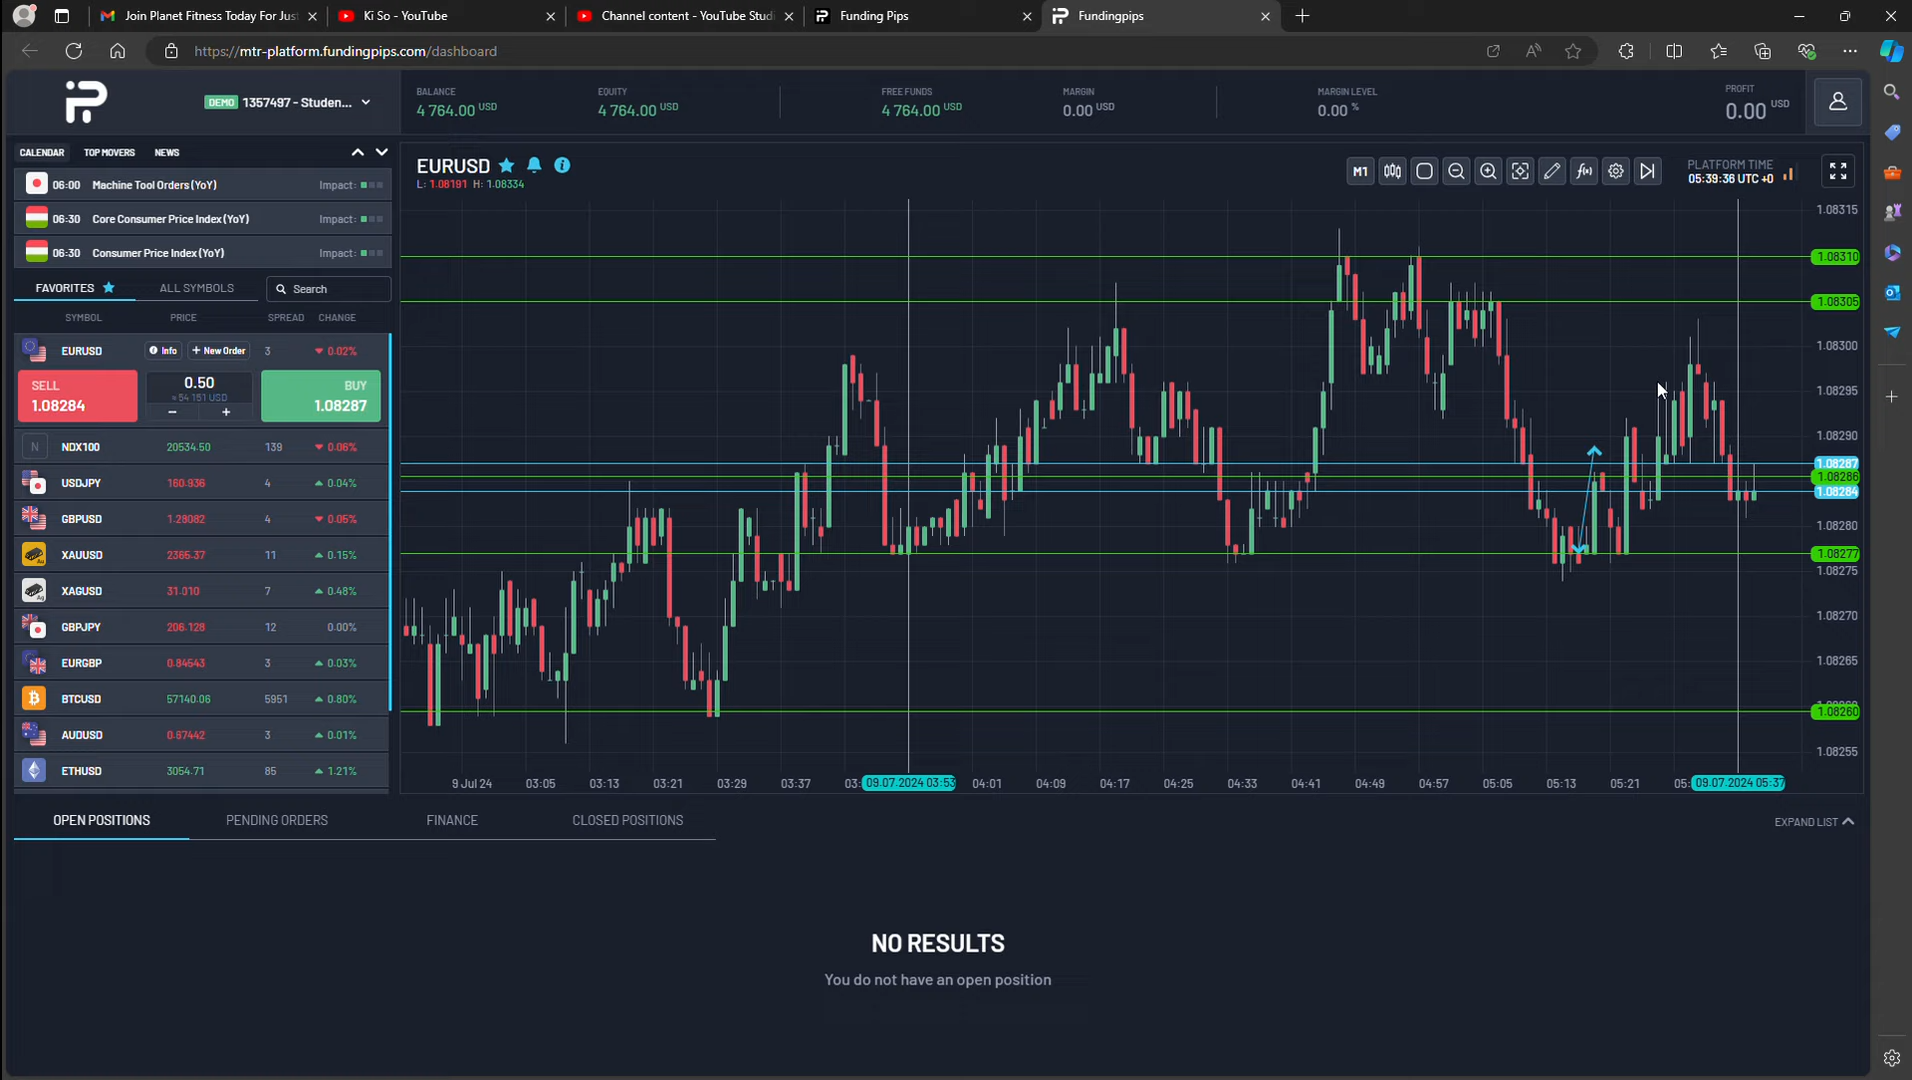 Join Planet Fitness Today For Jus
Ki So - YouTube
Channel content - YouTube Studi
Funding Pips
Fundingpips
https://mtr-platform.fundingpips.com/dashboard
DEMO 1357497 - Studen...
BALANCE
4 764.00 USD
EQUITY
4 764.00 USD
FREE FUNDS
4 764.00 USD
MARGIN
0.00 USD
MARGIN LEVEL
0.00 %
PROFIT
0.00 USD
CALENDAR TOP MOVERS NEWS
06:00 Machine Tool Orders (YoY) Impact:
06:30 Core Consumer Price Index (YoY) Impact:
06:30 Consumer Price Index (YoY) Impact:
FAVORITES ALL SYMBOLS Search
SYMBOL PRICE SPREAD CHANGE
EURUSD Info + New Order 3 0.02%
SELL
1.08284
0.50
≈ 54 151 USD
− +
BUY
1.08287
N NDX100 20534.50 139 0.06%
USDJPY 160.936 4 0.04%
GBPUSD 1.28082 4 0.05%
XAUUSD 2365.37 11 0.15%
XAGUSD 31.010 7 0.48%
GBPJPY 206.128 12 0.00%
EURGBP 0.84543 3 0.03%
BTCUSD 57140.06 5951 0.80%
AUDUSD 0.67442 3 0.01%
ETHUSD 3054.71 85 1.21%
EURUSD
L: 1.08191 H: 1.08334
M1
PLATFORM TIME
05:39:36 UTC +0
1.08315
1.08310
1.08305
1.08300
1.08295
1.08290
1.08287
1.08286
1.08284
1.08280
1.08277
1.08275
1.08270
1.08265
1.08260
1.08255
9 Jul 24 03:05 03:13 03:21 03:29 03:37 03: 09.07.2024 03:53 04:01 04:09 04:17 04:25 04:33 04:41 04:49 04:57 05:05 05:13 05:21 05: 09.07.2024 05:37
OPEN POSITIONS PENDING ORDERS FINANCE CLOSED POSITIONS EXPAND LIST
NO RESULTS
You do not have an open position